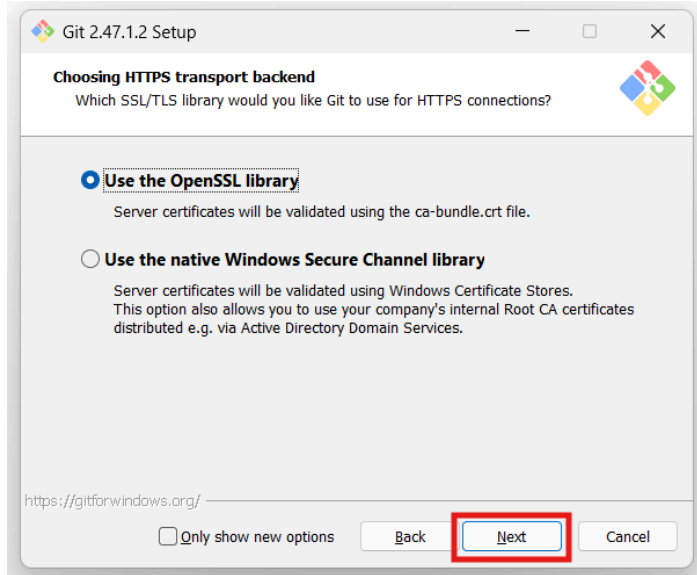 Git 2.47.1.2 Setup
Choosing HTTPS transport backend
Which SSL/TLS library would you like Git to use for HTTPS connections?
Use the OpenSSL library
Server certificates will be validated using the ca-bundle.crt file.
Use the native Windows Secure Channel library
Server certificates will be validated using Windows Certificate Stores.
This option also allows you to use your company's internal Root CA certificates
distributed e.g. via Active Directory Domain Services.
https://gitforwindows.org/
Only show new options Back Next Cancel